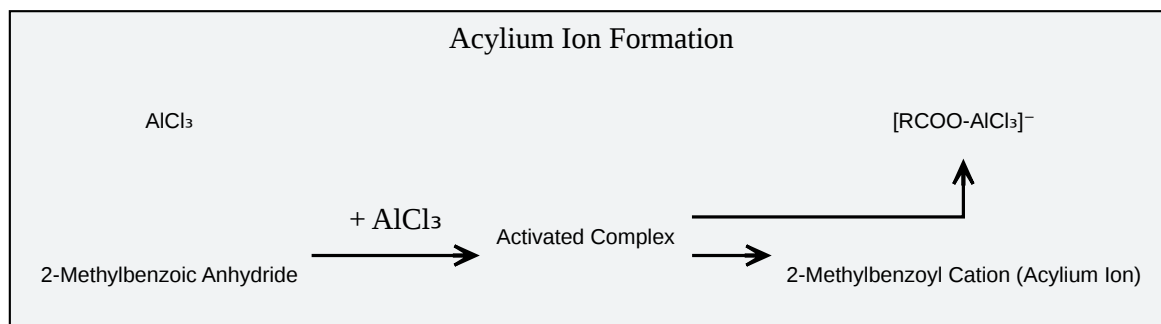 Acylium Ion Formation
AlCl₃
[RCOO-AlCl₃]⁻
+ AlCl₃
Activated Complex
2-Methylbenzoic Anhydride
2-Methylbenzoyl Cation (Acylium Ion)